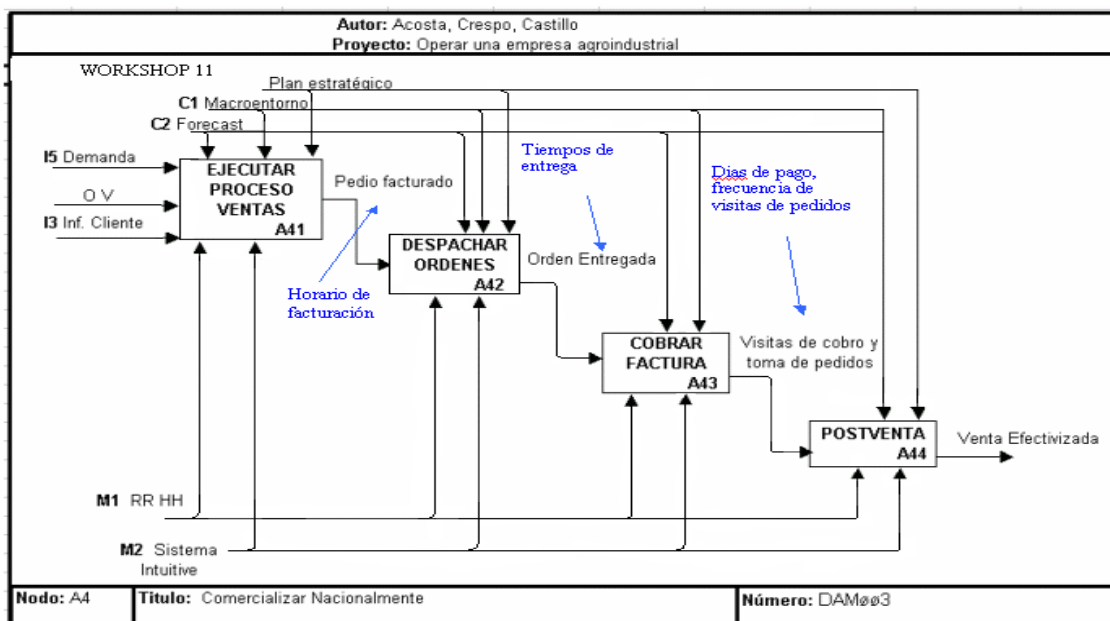 Autor: Acosta, Crespo, Castillo
Proyecto: Operar una empresa agroindustrial
WORKSHOP 11
Plan estratégico
C1 Macroentorno
C2 Forecast
I5 Demanda
O V
I3 Inf. Cliente
EJECUTAR
PROCESO
VENTAS
A41
Pedio facturado
Tiempos de
entrega
Dias de pago,
frecuencia de
visitas de pedidos
DESPACHAR
ORDENES
A42
Orden Entregada
Horario de
facturación
COBRAR
FACTURA
A43
Visitas de cobro y
toma de pedidos
POSTVENTA
A44
Venta Efectivizada
M1 RR HH
M2 Sistema
Intuitive
Nodo: A4
Titulo: Comercializar Nacionalmente
Número: DAMøø3